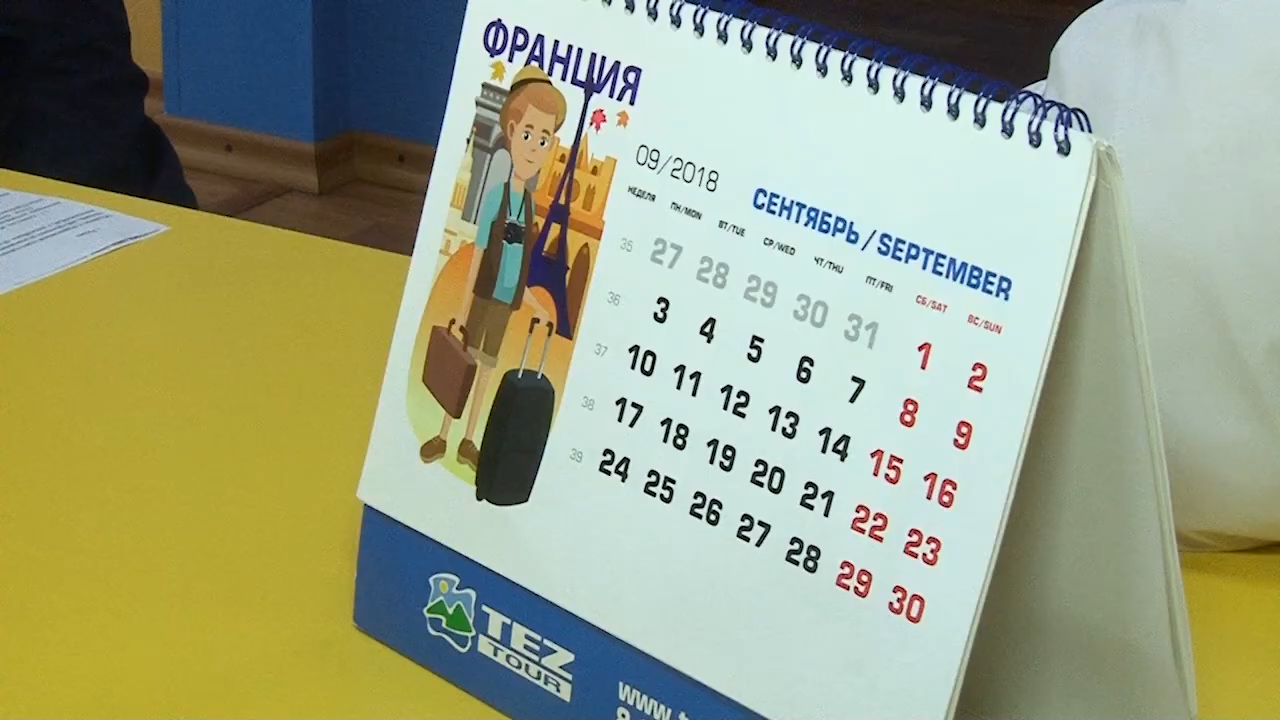 ФРАНЦИЯ
09/2018
СЕНТЯБРЬ / SEPTEMBER
НЕДЕЛЯ ПН/MON ВТ/TUE СР/WED ЧТ/THU ПТ/FRI СБ/SAT ВС/SUN
35 27 28 29 30 31 1 2
36 3 4 5 6 7 8 9
37 10 11 12 13 14 15 16
38 17 18 19 20 21 22 23
39 24 25 26 27 28 29 30
TEZ
TOUR
www.